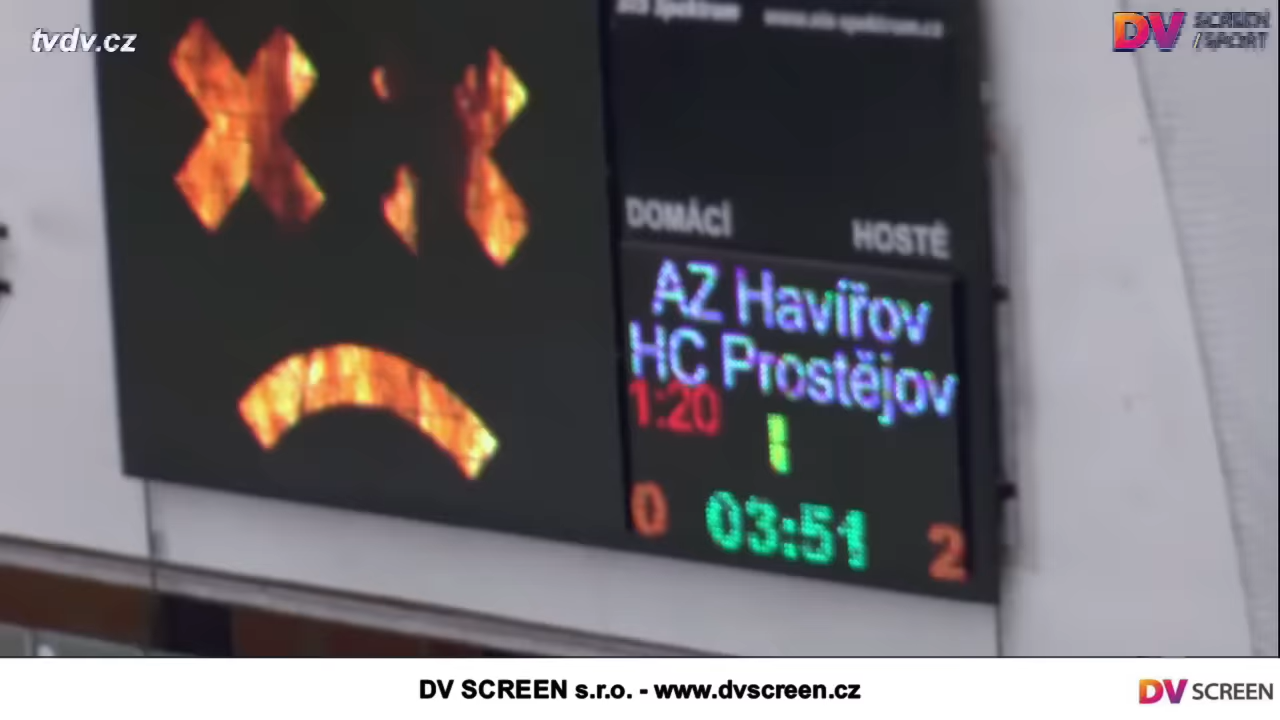 tvdv.cz
DV SCREEN
/SPORT
DOMÁCÍ
HOSTÉ
AZ Havířov
HC Prostějov
1:20
03:51
0
2
DV SCREEN s.r.o. - www.dvscreen.cz
DV SCREEN